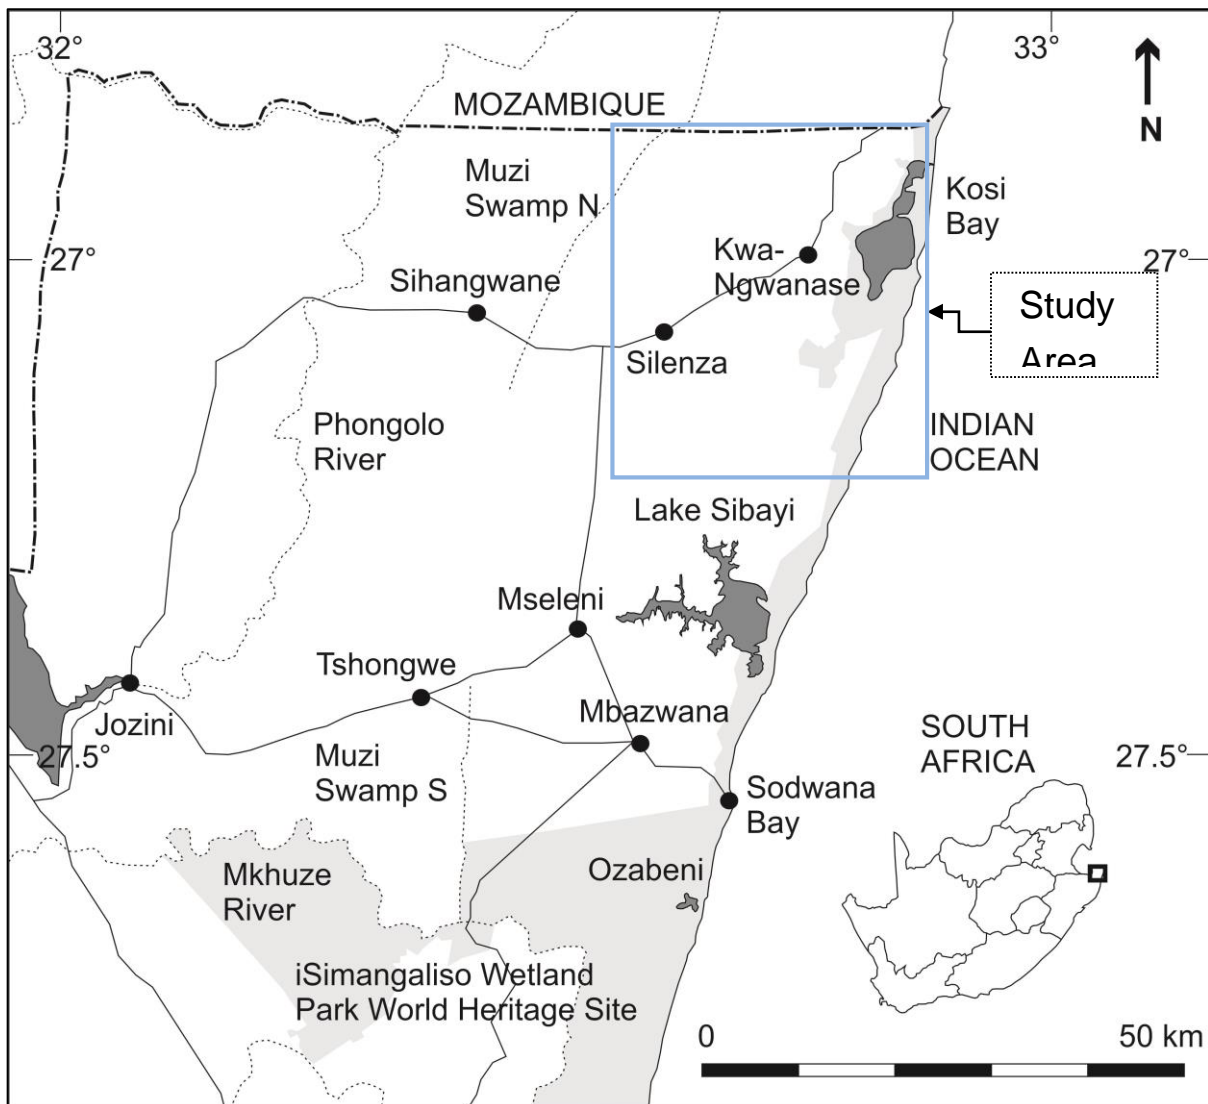 32°
33°
MOZAMBIQUE
N
Muzi
Swamp N
Kosi
Bay
27°
Kwa-
Ngwanase
27°
Sihangwane
Study
Area
Silenza
Phongolo
River
INDIAN
OCEAN
Lake Sibayi
Mseleni
Tshongwe
Mbazwana
Jozini
SOUTH
AFRICA
27.5°
Muzi
Swamp S
27.5°
Sodwana
Bay
Mkhuze
River
Ozabeni
iSimangaliso Wetland
Park World Heritage Site
0
50 km